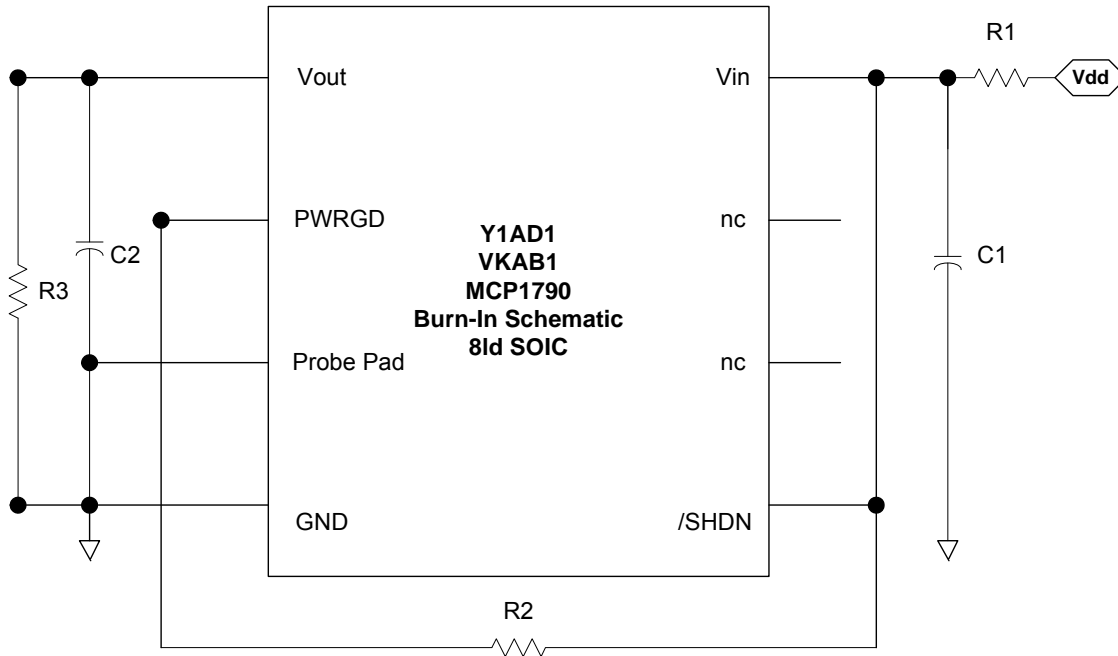 R1
Vout
Vin
Vdd
PWRGD
nc
Y1AD1
VKAB1
MCP1790
Burn-In Schematic
8ld SOIC
C2
C1
R3
Probe Pad
nc
GND
/SHDN
R2